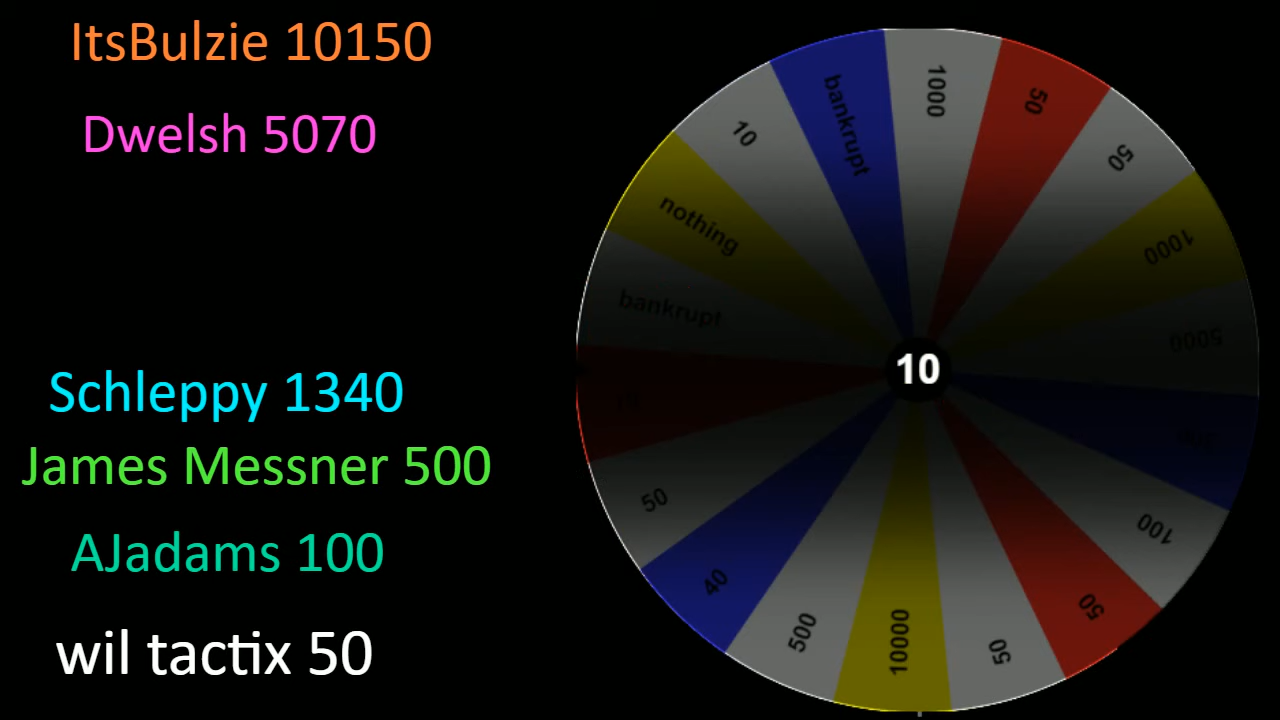 ItsBulzie 10150
Dwelsh 5070
Schleppy 1340
James Messner 500
AJadams 100
wil tactix 50
1000
50
50
1000
5000
100
50
50
10000
500
40
50
bankrupt
nothing
10
bankrupt
10